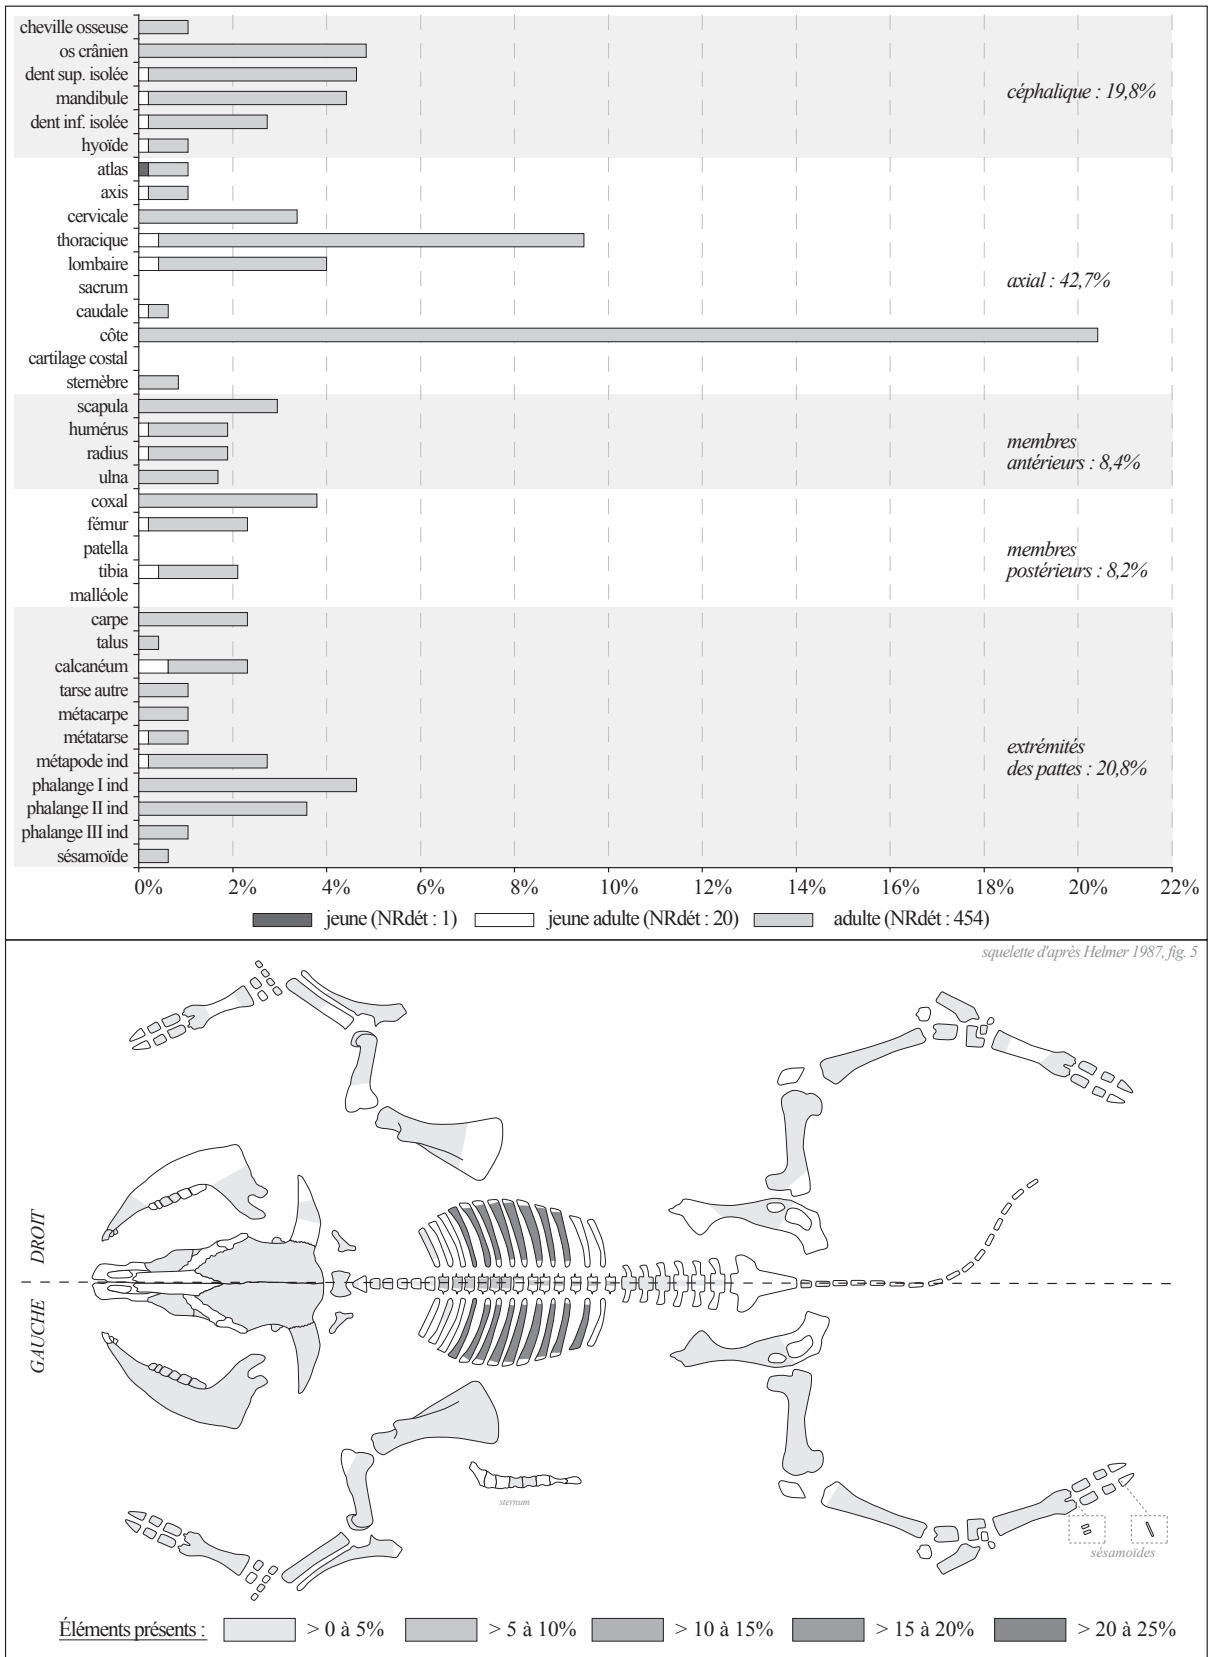 cheville osseuse
os crânien
dent sup. isolée
mandibule
dent inf. isolée
hyoïde
céphalique : 19,8%
atlas
axis
cervicale
thoracique
lombaire
sacrum
caudale
côte
cartilage costal
sternèbre
axial : 42,7%
scapula
humérus
radius
ulna
membres
antérieurs : 8,4%
coxal
fémur
patella
tibia
malléole
membres
postérieurs : 8,2%
carpe
talus
calcanéum
tarse autre
métacarpe
métatarse
métapode ind
phalange I ind
phalange II ind
phalange III ind
sésamoïde
extrémités
des pattes : 20,8%
0% 2% 4% 6% 8% 10% 12% 14% 16% 18% 20% 22%
jeune (NRdét : 1) jeune adulte (NRdét : 20) adulte (NRdét : 454)
squelette d'après Helmer 1987, fig. 5
DROIT
GAUCHE
sternum
sésamoïdes
Éléments présents : > 0 à 5% > 5 à 10% > 10 à 15% > 15 à 20% > 20 à 25%